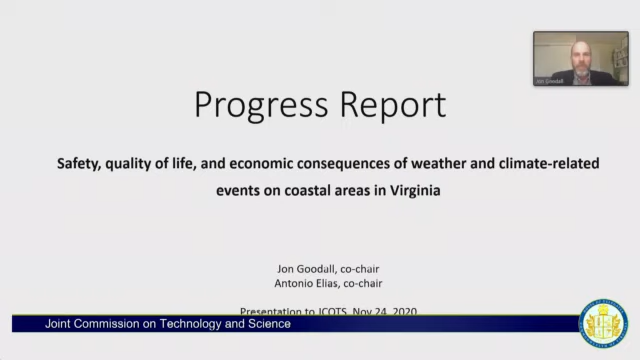 Jon Goodall
Progress Report
Safety, quality of life, and economic consequences of weather and climate-related
events on coastal areas in Virginia
Jon Goodall, co-chair
Antonio Elias, co-chair
Presentation to JCOTS, Nov 24, 2020
Joint Commission on Technology and Science